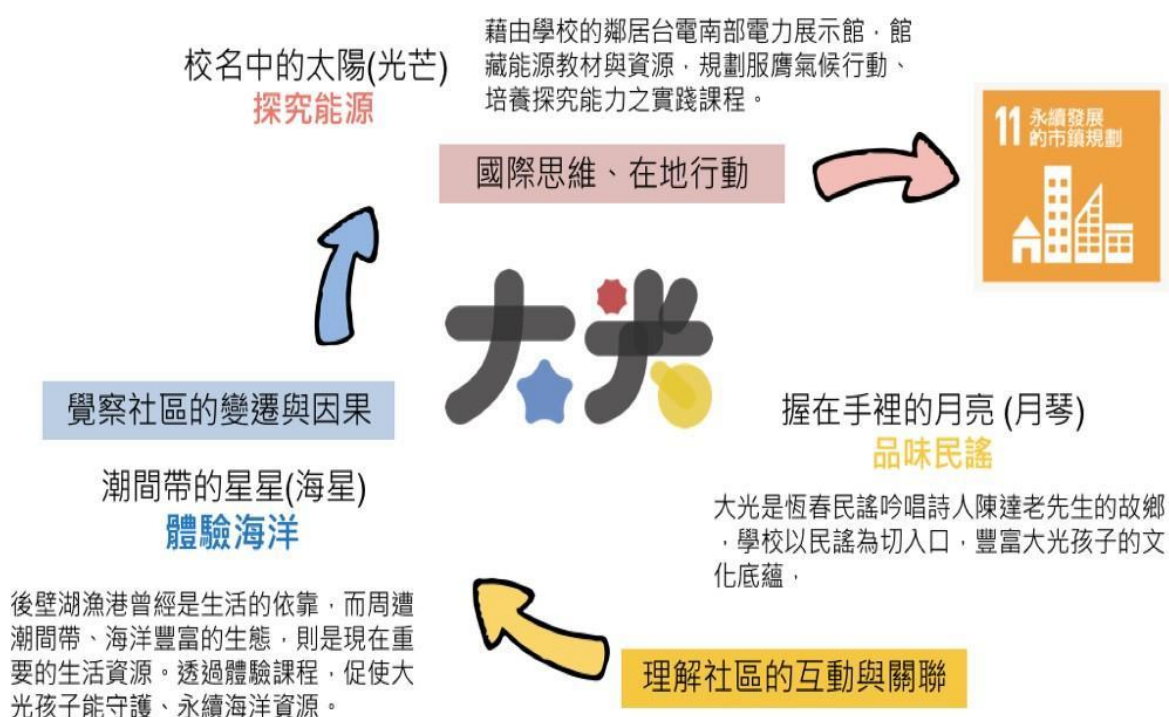 校名中的太陽(光芒)
探究能源
藉由學校的鄰居台電南部電力展示館，館
藏能源教材與資源，規劃服膺氣候行動、
培養探究能力之實踐課程。
國際思維、在地行動
11 永續發展
的市鎮規劃
大光
覺察社區的變遷與因果
潮間帶的星星(海星)
體驗海洋
後壁湖漁港曾經是生活的依靠，而周遭
潮間帶、海洋豐富的生態，則是現在重
要的生活資源。透過體驗課程，促使大
光孩子能守護、永續海洋資源。
握在手裡的月亮 (月琴)
品味民謠
大光是恆春民謠吟唱詩人陳達老先生的故鄉
，學校以民謠為切入口，豐富大光孩子的文
化底蘊，
理解社區的互動與關聯